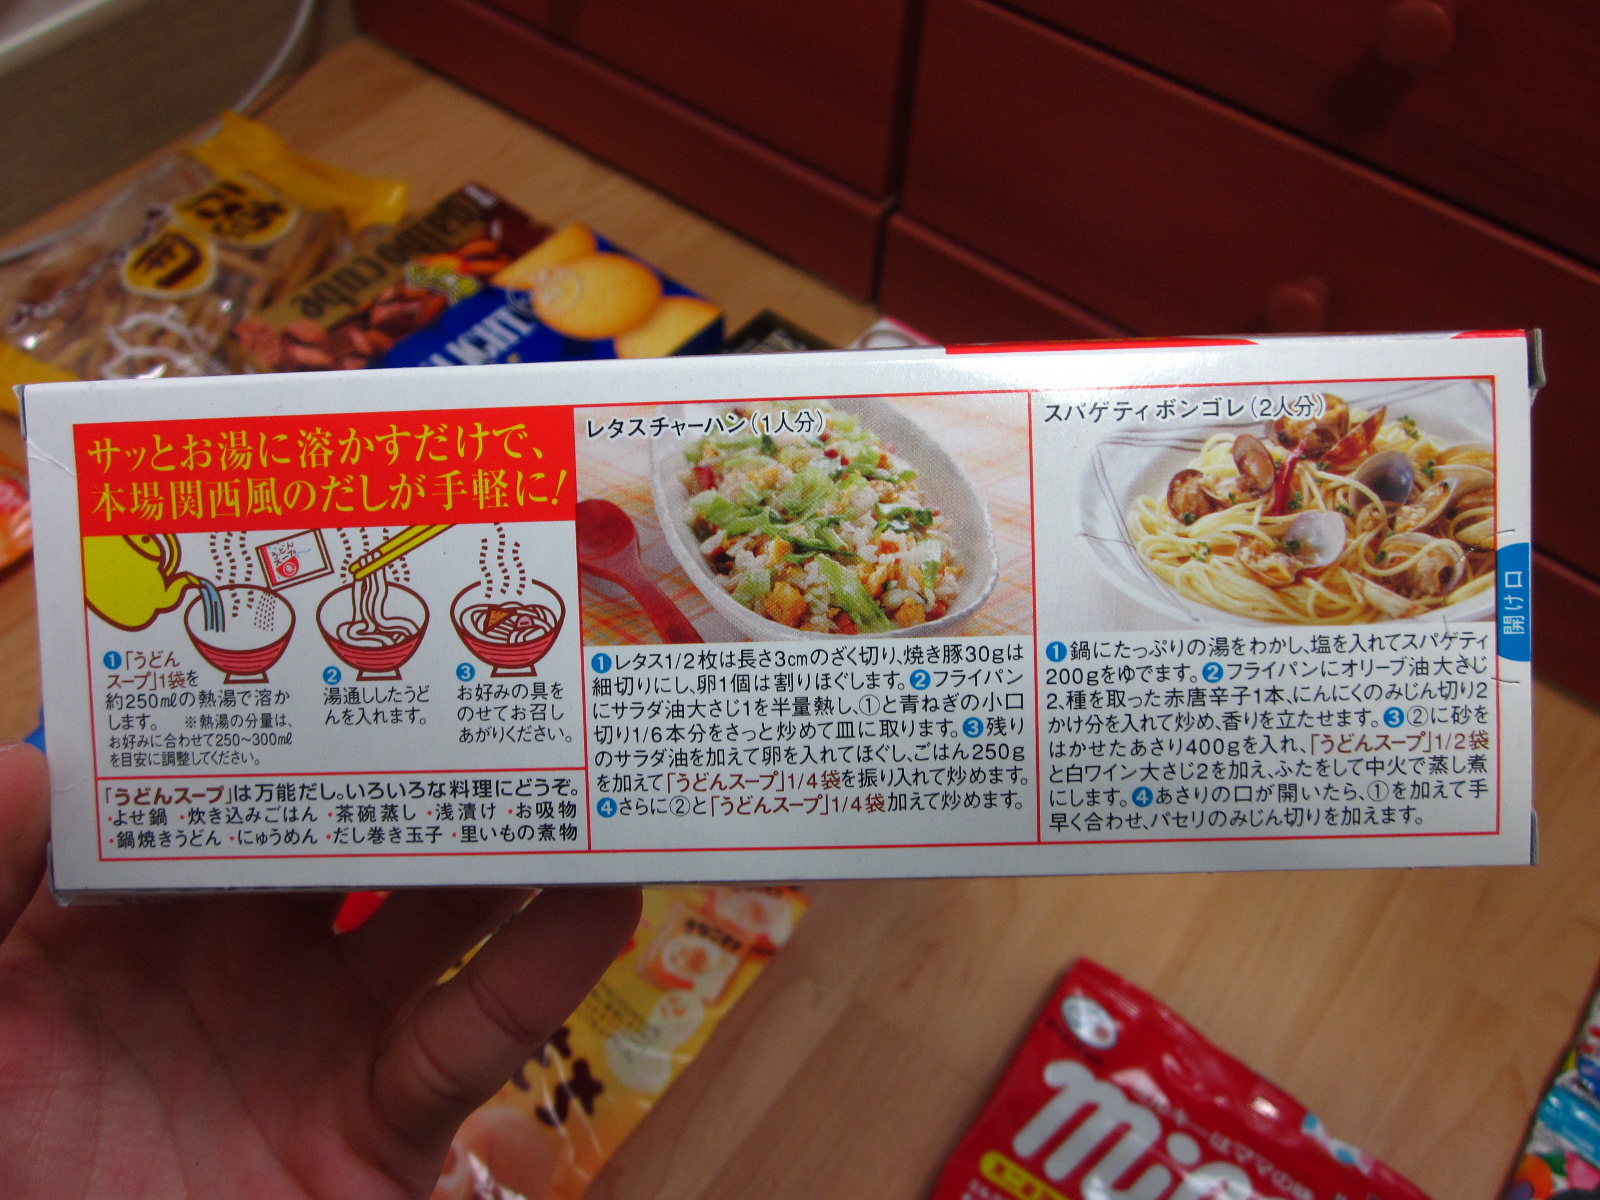 サッとお湯に溶かすだけで、
本場関西風のだしが手軽に!
❶「うどん
スープ」1袋を
約250㎖の熱湯で溶か
します。 ※熱湯の分量は、
お好みに合わせて250~300㎖
を目安に調整してください。
❷
湯通ししたうど
んを入れます。
❸
お好みの具を
のせてお召し
あがりください。
「うどんスープ」は万能だし。いろいろな料理にどうぞ。
・よせ鍋 ・炊き込みごはん ・茶碗蒸し ・浅漬け ・お吸物
・鍋焼きうどん ・にゅうめん ・だし巻き玉子 ・里いもの煮物
レタスチャーハン(1人分)
❶レタス1/2枚は長さ3㎝のざく切り、焼き豚30gは
細切りにし、卵1個は割りほぐします。❷フライパン
にサラダ油大さじ1を半量熱し、①と青ねぎの小口
切り1/6本分をさっと炒めて皿に取ります。❸残り
のサラダ油を加えて卵を入れてほぐし、ごはん250g
を加えて「うどんスープ」1/4袋を振り入れて炒めます。
❹さらに②と「うどんスープ」1/4袋加えて炒めます。
スパゲティボンゴレ(2人分)
❶鍋にたっぷりの湯をわかし、塩を入れてスパゲティ
200gをゆでます。❷フライパンにオリーブ油大さじ
2、種を取った赤唐辛子1本、にんにくのみじん切り2
かけ分を入れて炒め、香りを立たせます。❸②に砂を
はかせたあさり400gを入れ、「うどんスープ」1/2袋
と白ワイン大さじ2を加え、ふたをして中火で蒸し煮
にします。❹あさりの口が開いたら、①を加えて手
早く合わせ、パセリのみじん切りを加えます。
開け口